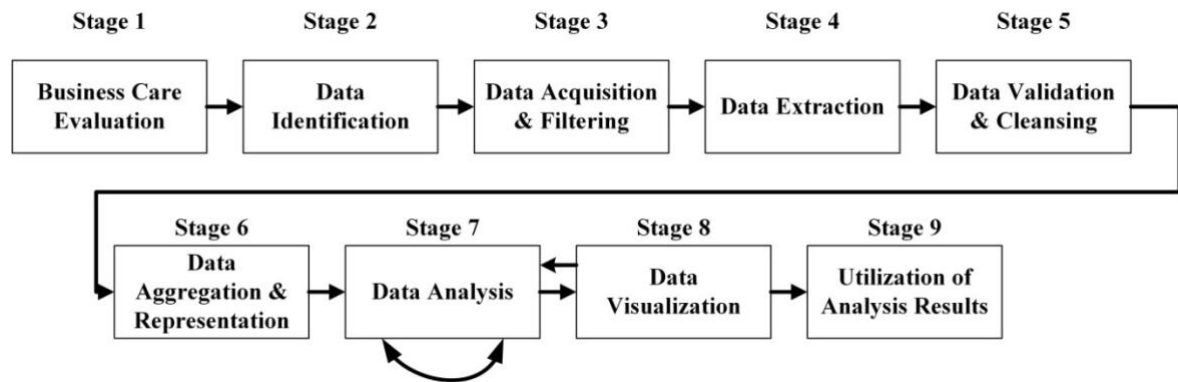 Stage 1
Stage 2
Stage 3
Stage 4
Stage 5
Business Care
Evaluation
Data
Identification
Data Acquisition
& Filtering
Data Extraction
Data Validation
& Cleansing
Stage 6
Stage 7
Stage 8
Stage 9
Data
Aggregation &
Representation
Data Analysis
Data
Visualization
Utilization of
Analysis Results